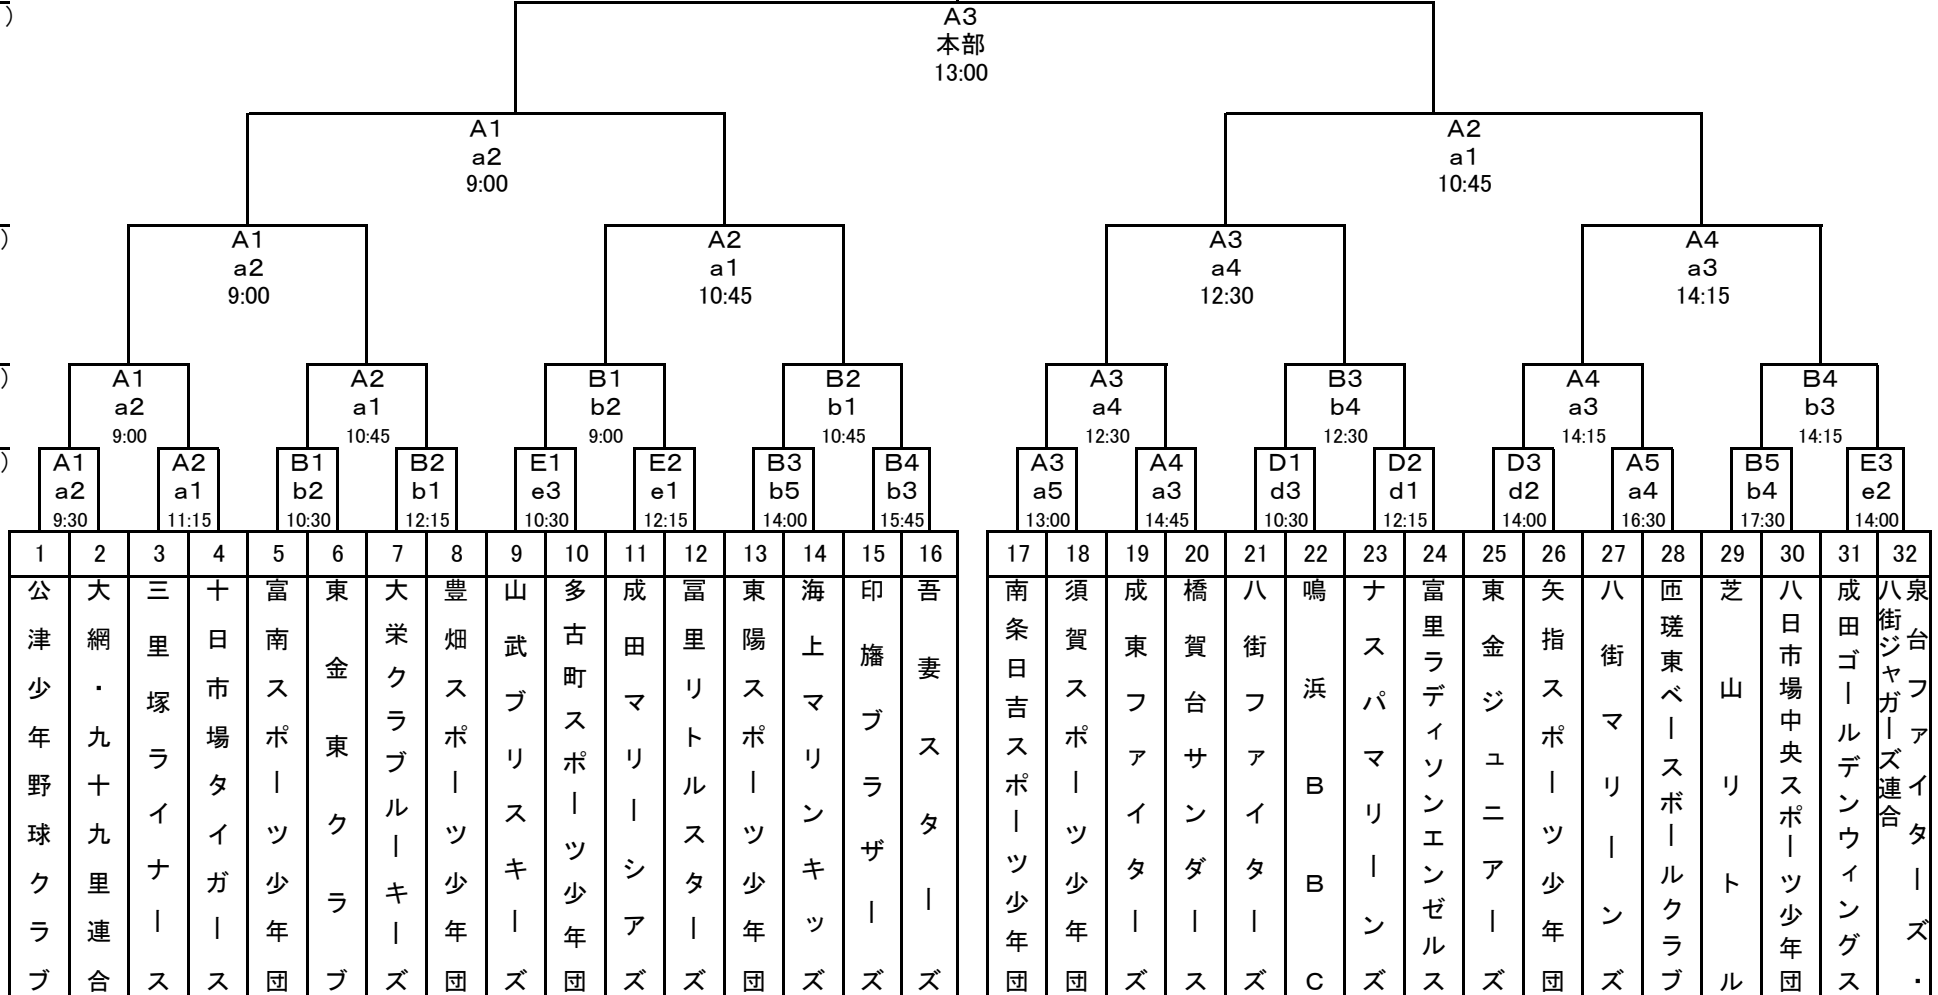 ）
A3
本部
13:00
A1
a2
9:00
A2
a1
10:45
）
A1
a2
9:00
A2
a1
10:45
A3
a4
12:30
A4
a3
14:15
）
A1
a2
9:00
A2
a1
10:45
B1
b2
9:00
B2
b1
10:45
A3
a4
12:30
B3
b4
12:30
A4
a3
14:15
B4
b3
14:15
）
A1
a2
9:30
A2
a1
11:15
B1
b2
10:30
B2
b1
12:15
E1
e3
10:30
E2
e1
12:15
B3
b5
14:00
B4
b3
15:45
A3
a5
13:00
A4
a3
14:45
D1
d3
10:30
D2
d1
12:15
D3
d2
14:00
A5
a4
16:30
B5
b4
17:30
E3
e2
14:00
1 2 3 4 5 6 7 8 9 10 11 12 13 14 15 16 17 18 19 20 21 22 23 24 25 26 27 28 29 30 31 32
公津少年野球クラブ
大網・九十九里連合
三里塚ライナース
十日市場タイガース
富南スポーツ少年団
東金東クラブ
大栄クラブルーキーズ
豊畑スポーツ少年団
山武ブリスキーズ
多古町スポーツ少年団
成田マリーシアズ
冨里リトルスターズ
東陽スポーツ少年団
海上マリンキッズ
印旛ブラザーズ
吾妻スターズ
南条日吉スポーツ少年団
須賀スポーツ少年団
成東ファイターズ
橋賀台サンダース
八街ファイターズ
鳴浜BBC
ナスパマリーンズ
富里ラディソンエンゼルス
東金ジュニアーズ
矢指スポーツ少年団
八街マリーンズ
匝瑳東ベースボールクラブ
芝山リトル
八日市場中央スポーツ少年団
成田ゴールデンウィングス
泉台ファイターズ・
八街ジャガーズ連合